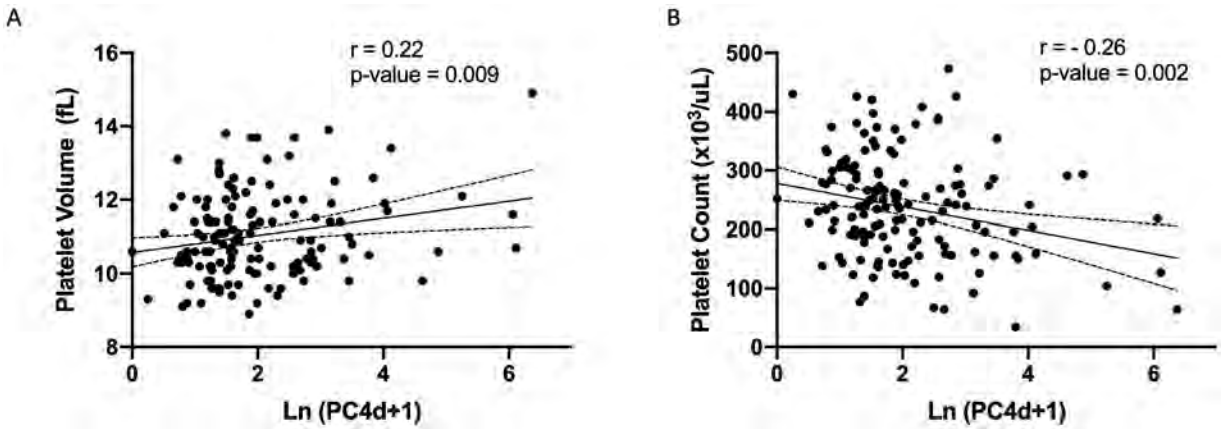 A
r = 0.22
p-value = 0.009
Platelet Volume (fL)
16
14
12
10
8
0
2
4
6
Ln (PC4d+1)
B
r = - 0.26
p-value = 0.002
Platelet Count (x10³/uL)
500
400
300
200
100
0
0
2
4
6
Ln (PC4d+1)